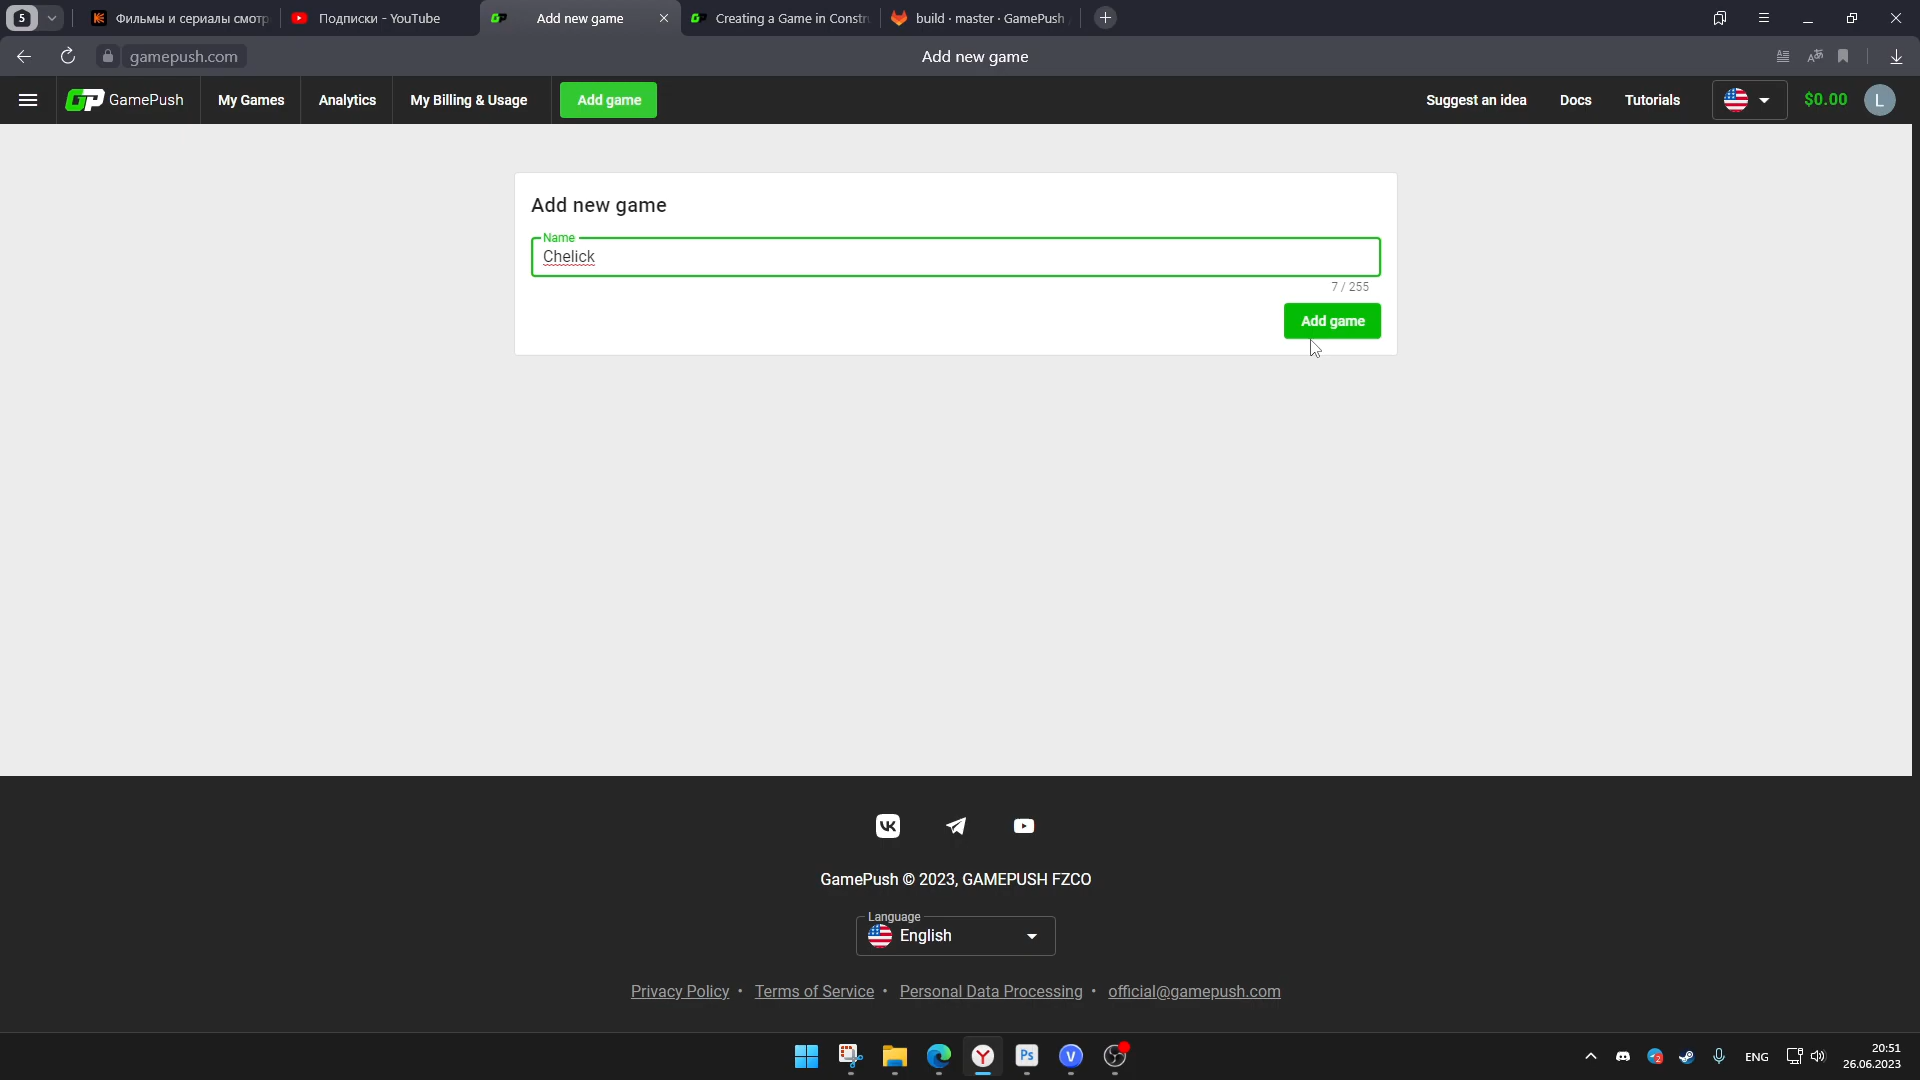 5
Фильмы и сериалы смотр
Подписки - YouTube
Add new game
Creating a Game in Constru
build · master · GamePush /
gamepush.com
Add new game
GamePush
My Games
Analytics
My Billing & Usage
Add game
Suggest an idea
Docs
Tutorials
$0.00
L
Add new game
Name
Chelick
7 / 255
Add game
GamePush © 2023, GAMEPUSH FZCO
Language
English
Privacy Policy • Terms of Service • Personal Data Processing • official@gamepush.com
ENG
20:51
26.06.2023